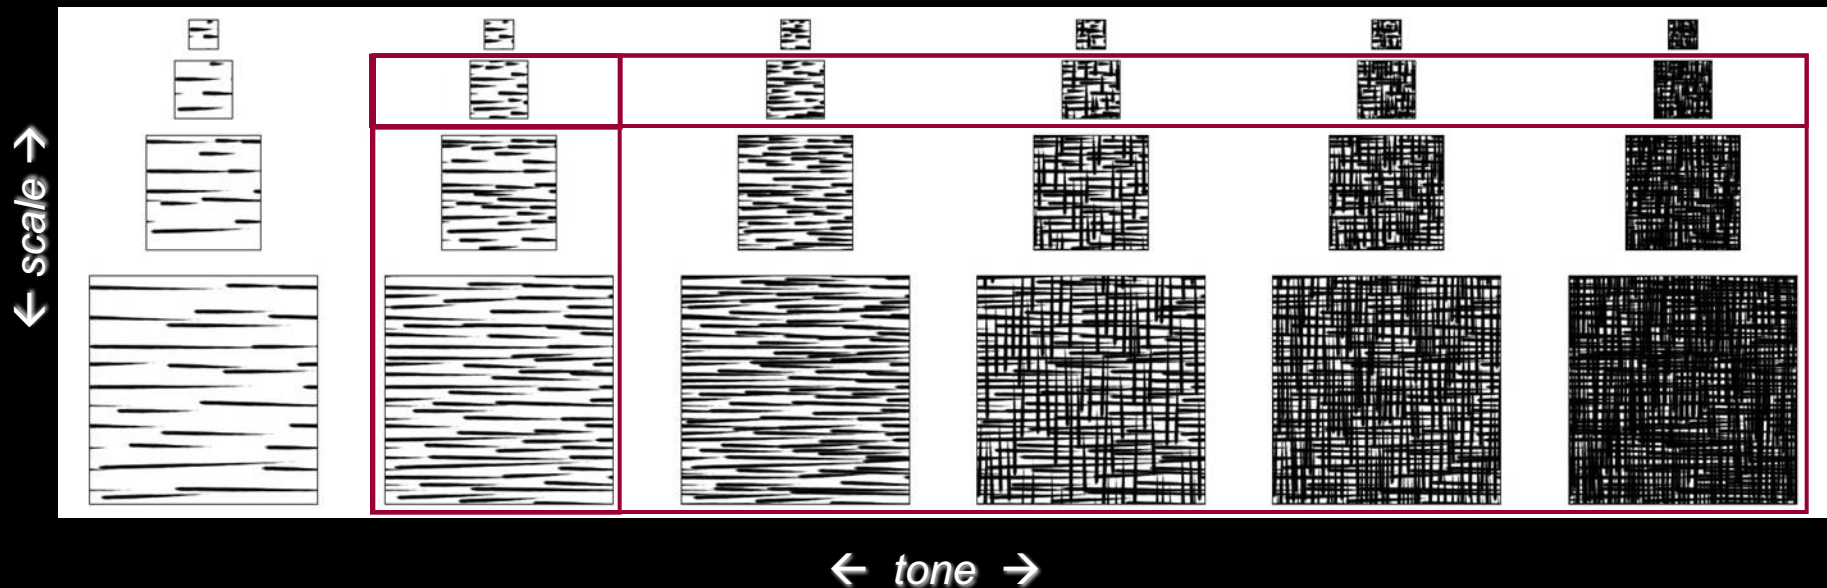 ← scale →
← tone →